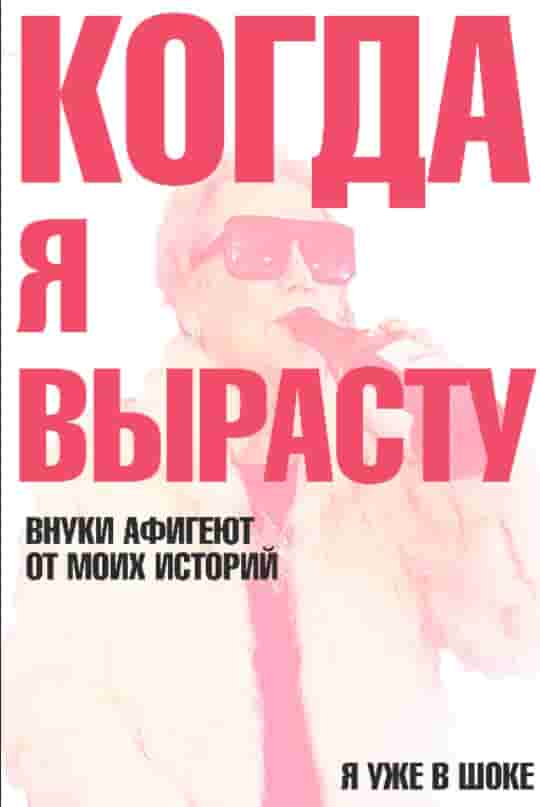 КОГДА
Я
ВЫРАСТУ
ВНУКИ АФИГЕЮТ
ОТ МОИХ ИСТОРИЙ
Я УЖЕ В ШОКЕ